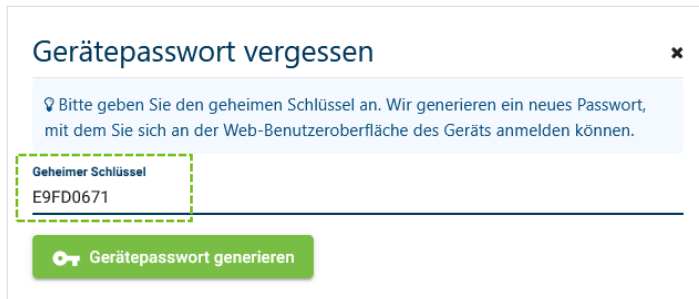 Gerätepasswort vergessen
Bitte geben Sie den geheimen Schlüssel an. Wir generieren ein neues Passwort,
mit dem Sie sich an der Web-Benutzeroberfläche des Geräts anmelden können.
Geheimer Schlüssel
E9FD0671
Gerätepasswort generieren